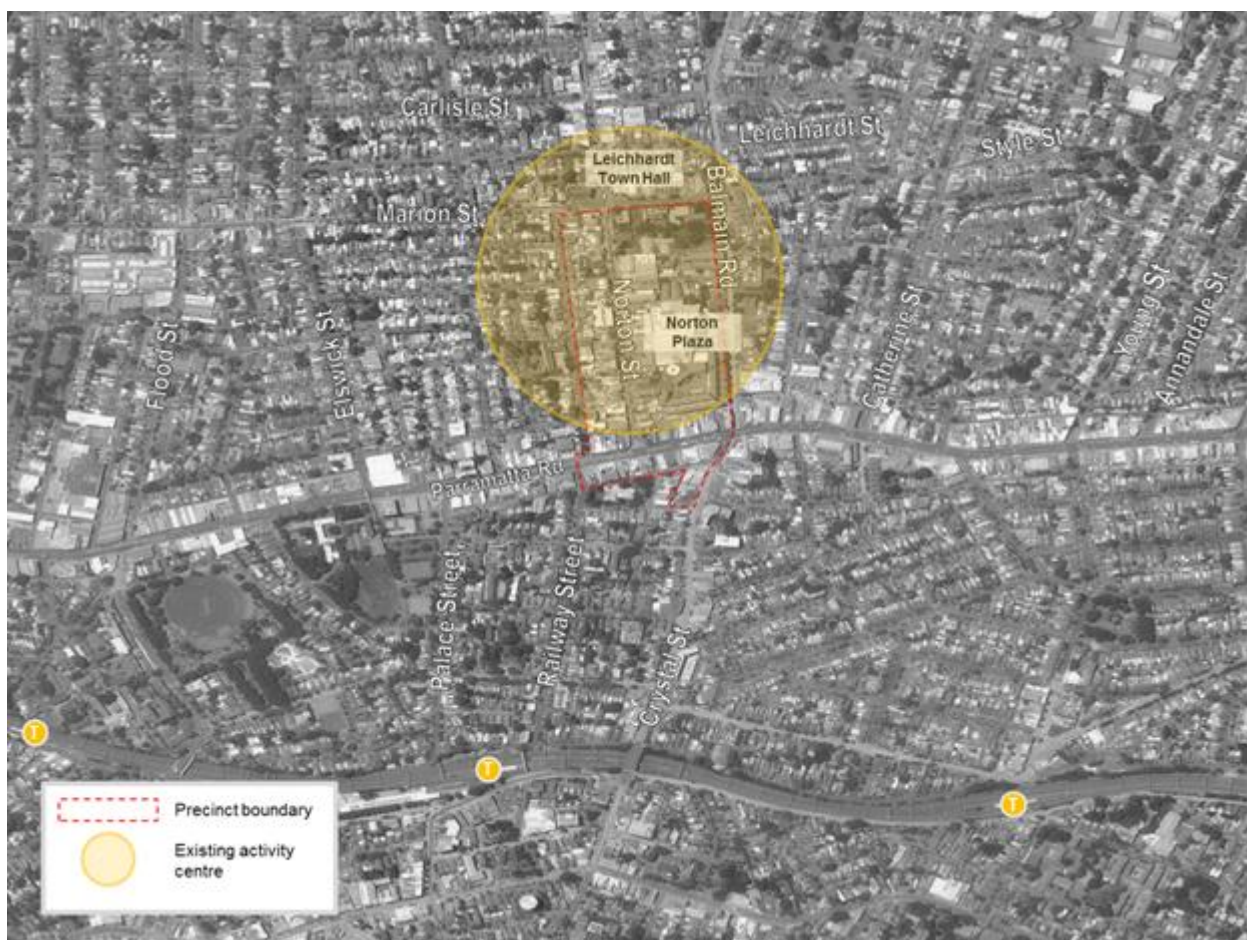 Carlisle St
Leichhardt St
Style St
Leichhardt
Town Hall
Marion St
Balmain Rd
Norton St
Norton
Plaza
Flood St
Elswick St
Catherine St
Young St
Annandale St
Parramatta Rd
Palace Street
Railway Street
Crystal St
T
T
T
Precinct boundary
Existing activity
centre